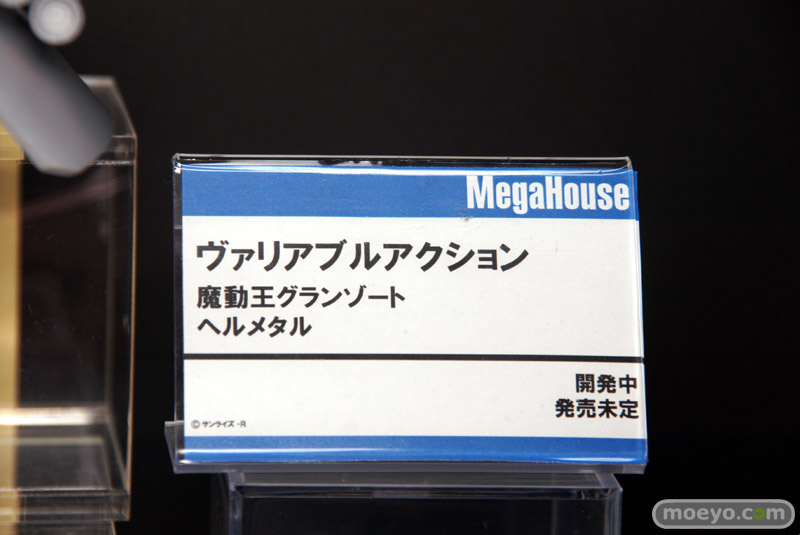 MegaHouse
ヴァリアブルアクション
魔動王グランゾート
ヘルメタル
開発中
発売未定
©サンライズ・R
moeyo.com